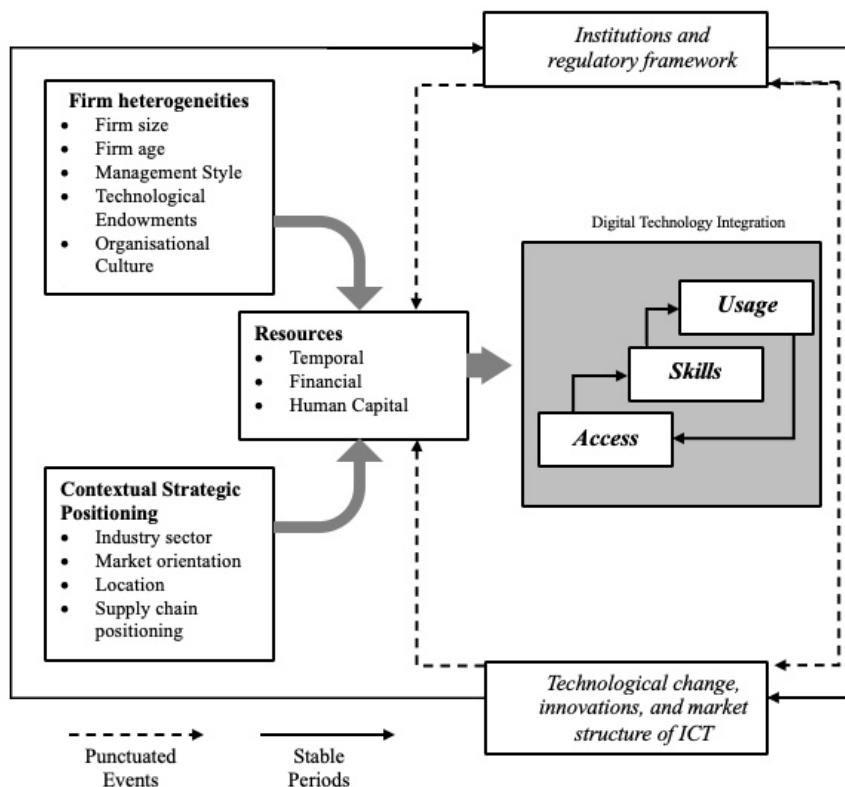 Institutions and
regulatory framework
Firm heterogeneities
• Firm size
• Firm age
• Management Style
• Technological
Endowments
• Organisational
Culture
Digital Technology Integration
Usage
Skills
Access
Resources
• Temporal
• Financial
• Human Capital
Contextual Strategic
Positioning
• Industry sector
• Market orientation
• Location
• Supply chain
positioning
Technological change,
innovations, and market
structure of ICT
Punctuated
Events
Stable
Periods